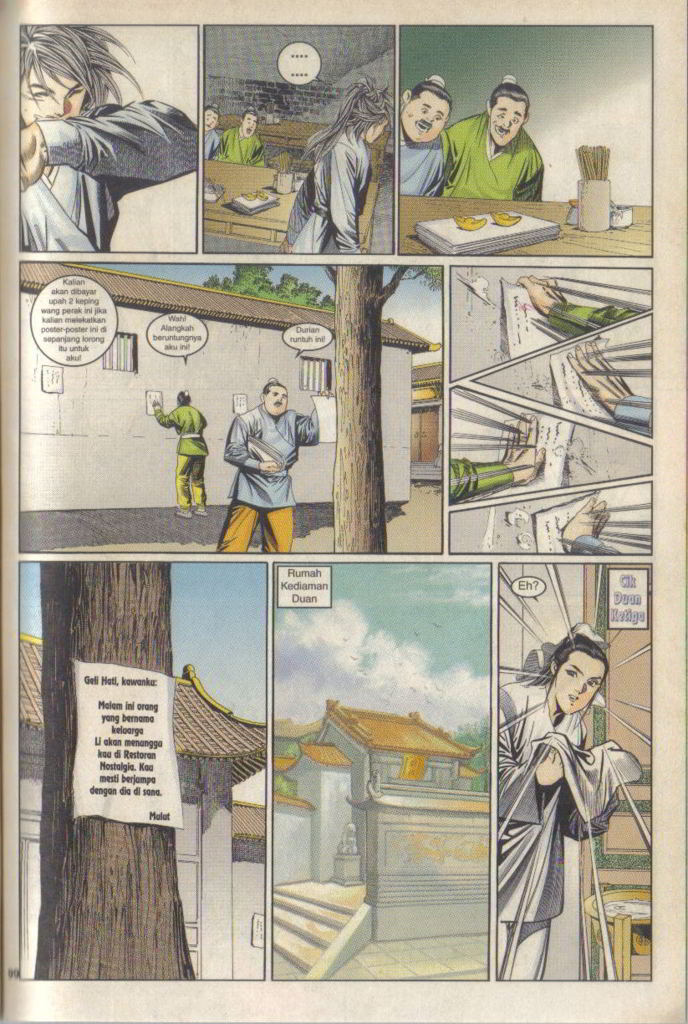 ....
....
Kalian
akan dibayar
upah 2 keping
wang perak ini jika
kalian melekatkan
poster-poster ini di
sepanjang lorong
itu untuk
aku!
Wah!
Alangkah
beruntungnya
aku ini!
Durian
runtuh ini!
Geli Hati, kawanku:
Malam ini orang
yang bernama
keluarga
Li akan menunggu
kau di Restoran
Nostalgia. Kau
mesti berjumpa
dengan dia di sana.
Mulut
Rumah
Kediaman
Duan
Eh?
Cik
Duan
Ketiga